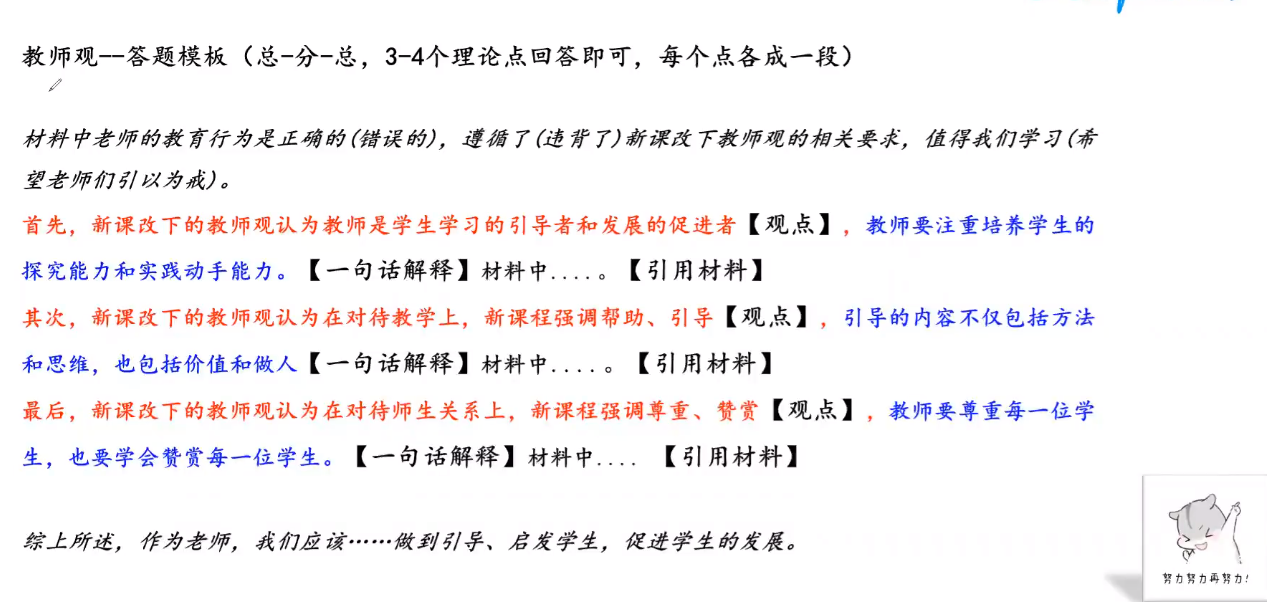 教师观--答题模板（总-分-总，3-4个理论点回答即可，每个点各成一段）
材料中老师的教育行为是正确的(错误的)，遵循了(违背了)新课改下教师观的相关要求，值得我们学习(希
望老师们引以为戒)。
首先，新课改下的教师观认为教师是学生学习的引导者和发展的促进者【观点】，教师要注重培养学生的
探究能力和实践动手能力。【一句话解释】材料中....。【引用材料】
其次，新课改下的教师观认为在对待教学上，新课程强调帮助、引导【观点】，引导的内容不仅包括方法
和思维，也包括价值和做人【一句话解释】材料中....。【引用材料】
最后，新课改下的教师观认为在对待师生关系上，新课程强调尊重、赞赏【观点】，教师要尊重每一位学
生，也要学会赞赏每一位学生。【一句话解释】材料中.... 【引用材料】
综上所述，作为老师，我们应该……做到引导、启发学生，促进学生的发展。
努力努力再努力!